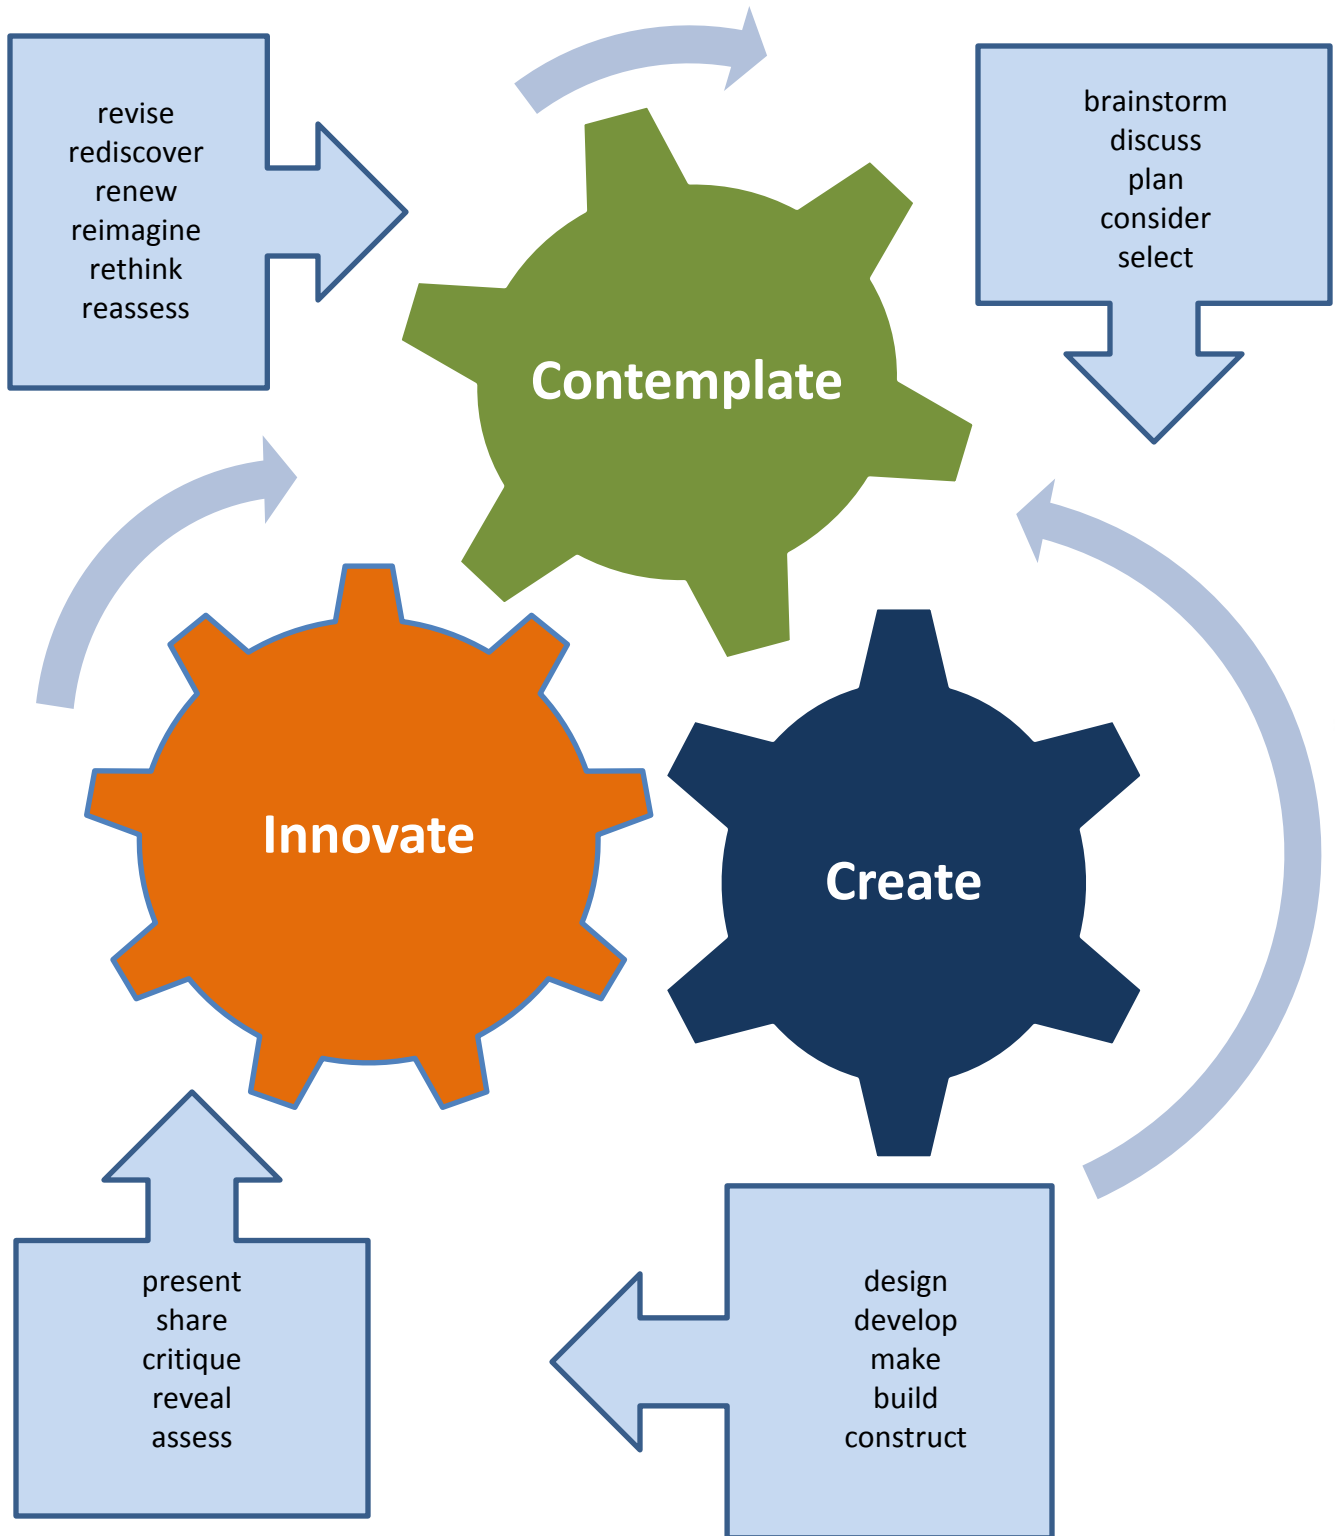 revise
rediscover
renew
reimagine
rethink
reassess
brainstorm
discuss
plan
consider
select
Contemplate
Innovate
Create
present
share
critique
reveal
assess
design
develop
make
build
construct